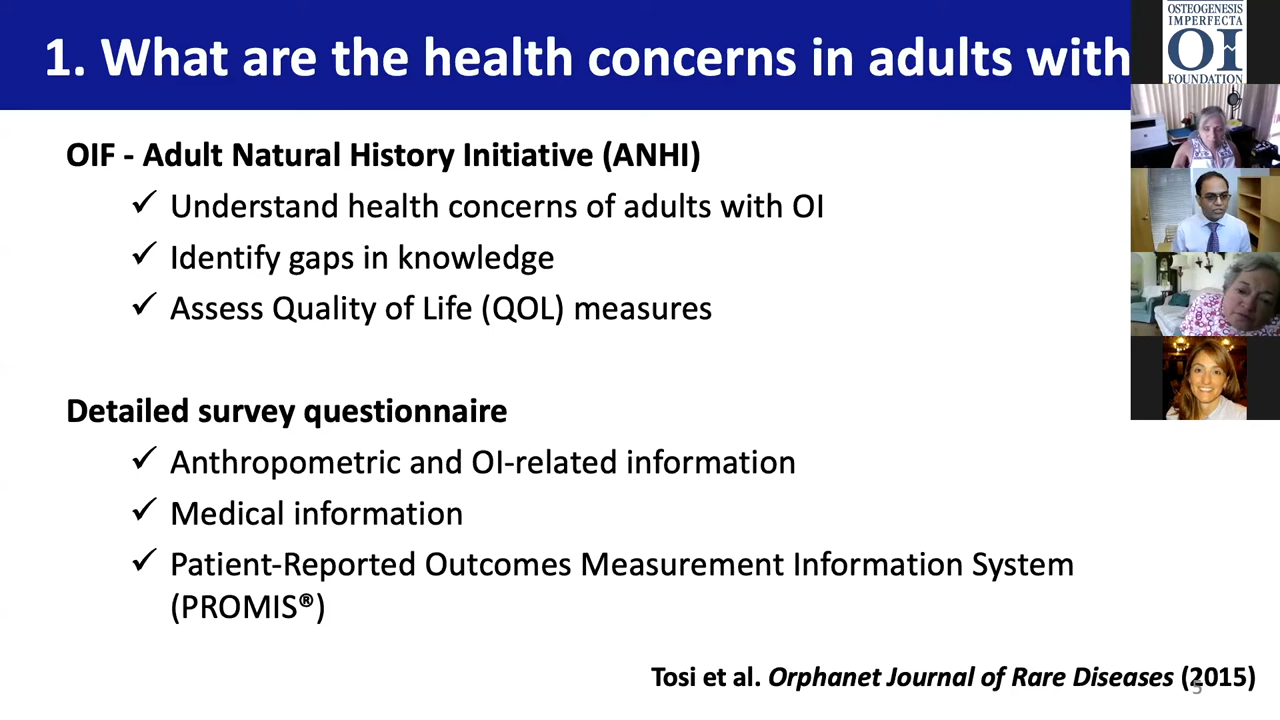 1. What are the health concerns in adults with
OSTEOGENESIS
IMPERFECTA
OI
FOUNDATION
OIF - Adult Natural History Initiative (ANHI)
✓ Understand health concerns of adults with OI
✓ Identify gaps in knowledge
✓ Assess Quality of Life (QOL) measures
Detailed survey questionnaire
✓ Anthropometric and OI-related information
✓ Medical information
✓ Patient-Reported Outcomes Measurement Information System
(PROMIS®)
Tosi et al. Orphanet Journal of Rare Diseases (2015)
5